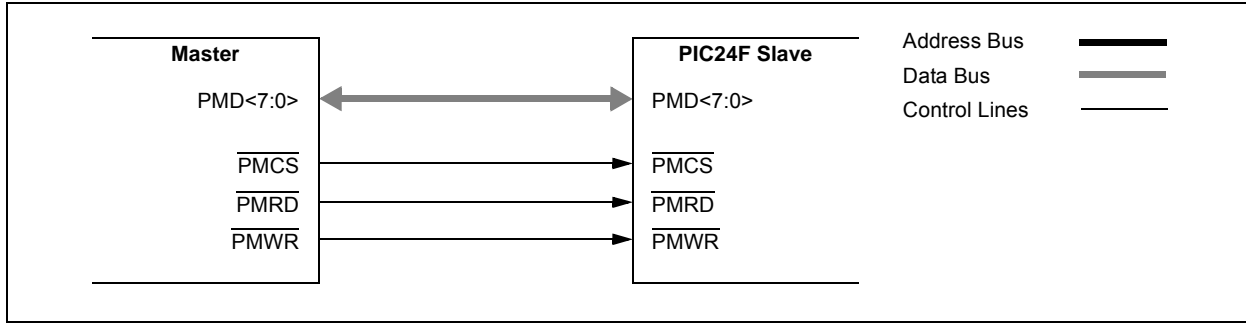 Master
PMD<7:0>
PMCS
PMRD
PMWR
PIC24F Slave
PMD<7:0>
PMCS
PMRD
PMWR
Address Bus
Data Bus
Control Lines